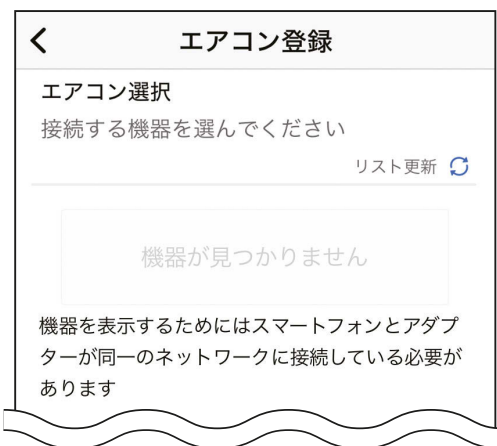 エアコン登録
エアコン選択
接続する機器を選んでください
リスト更新
機器が見つかりません
機器を表示するためにはスマートフォンとアダプ
ターが同一のネットワークに接続している必要が
あります